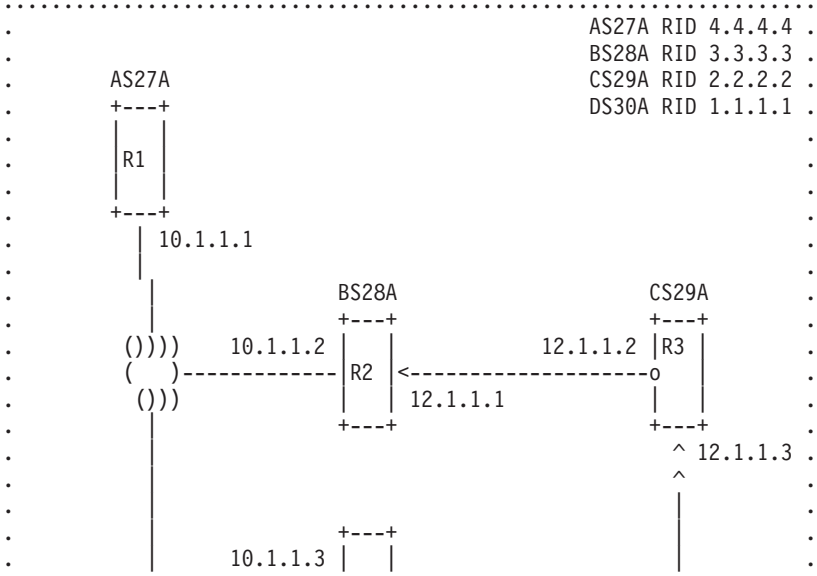 AS27A RID 4.4.4.4
BS28A RID 3.3.3.3
AS27A CS29A RID 2.2.2.2
DS30A RID 1.1.1.1
R1
10.1.1.1
BS28A CS29A
10.1.1.2 12.1.1.2 R3
R2
12.1.1.1
12.1.1.3
10.1.1.3